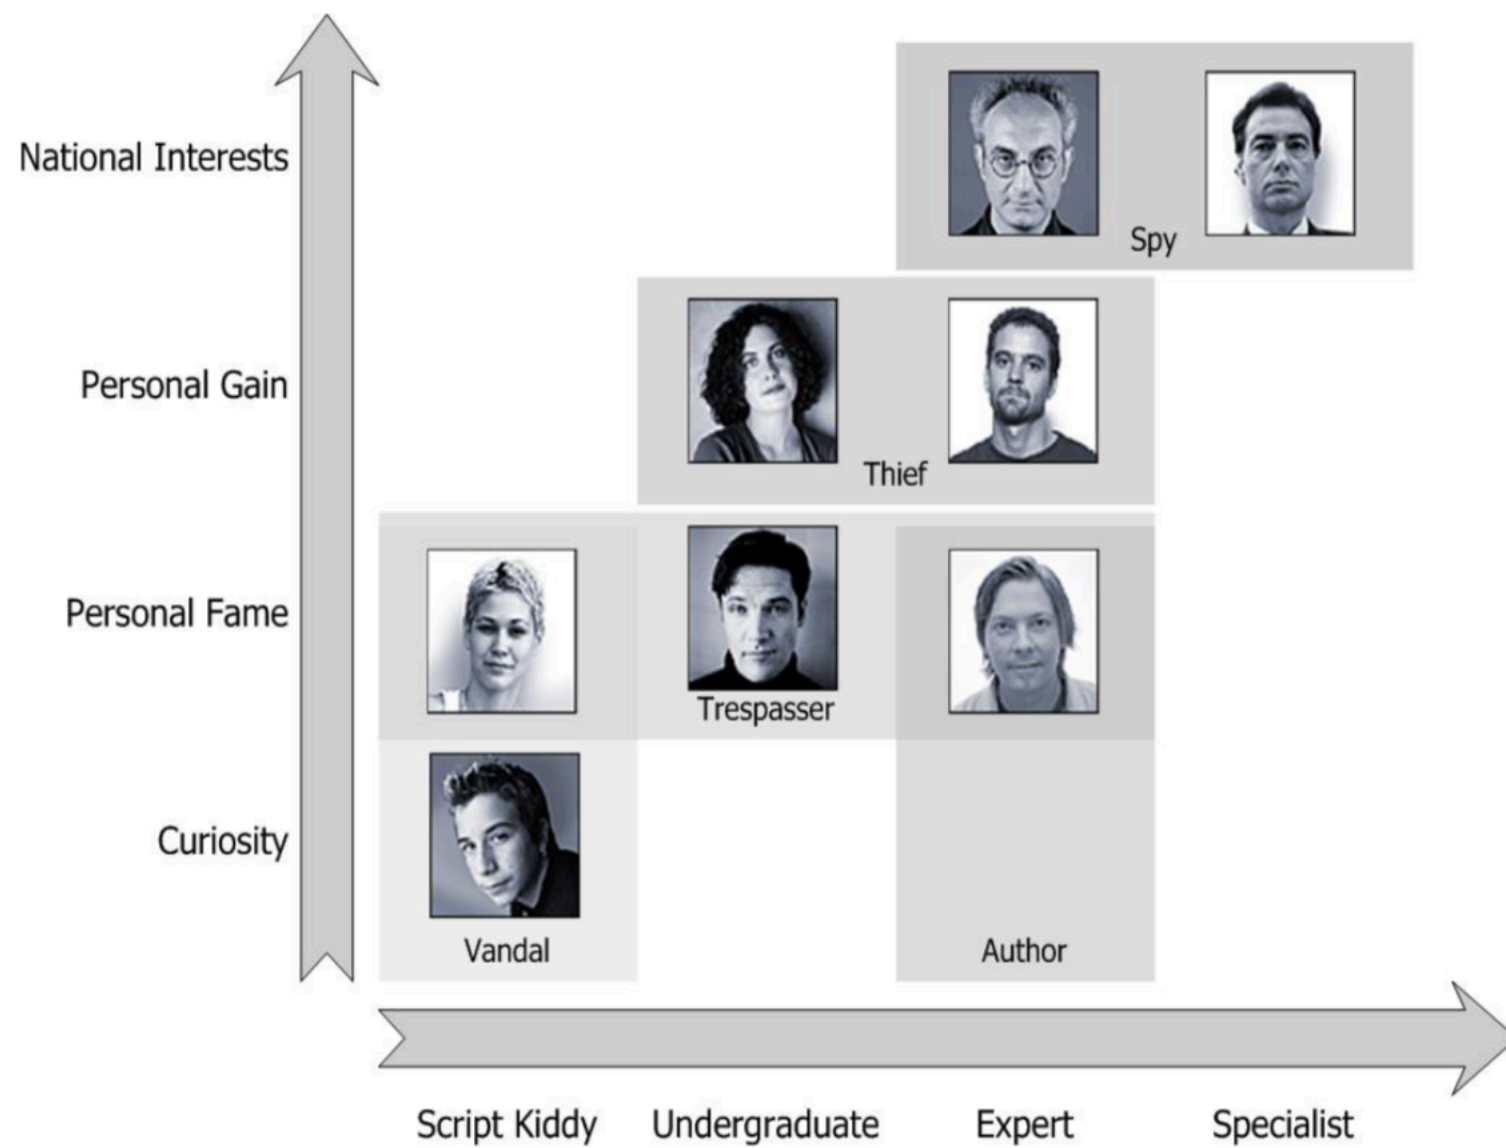 National Interests
Spy
Personal Gain
Thief
Personal Fame
Trespasser
Curiosity
Vandal
Author
Script Kiddy
Undergraduate
Expert
Specialist